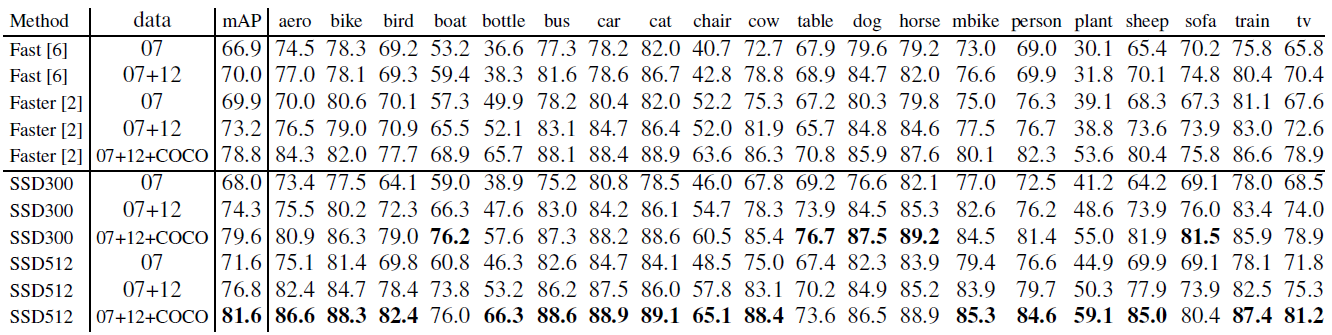 Method data mAP aero bike bird boat bottle bus car cat chair cow table dog horse mbike person plant sheep sofa train tv
Fast [6] 07 66.9 74.5 78.3 69.2 53.2 36.6 77.3 78.2 82.0 40.7 72.7 67.9 79.6 79.2 73.0 69.0 30.1 65.4 70.2 75.8 65.8
Fast [6] 07+12 70.0 77.0 78.1 69.3 59.4 38.3 81.6 78.6 86.7 42.8 78.8 68.9 84.7 82.0 76.6 69.9 31.8 70.1 74.8 80.4 70.4
Faster [2] 07 69.9 70.0 80.6 70.1 57.3 49.9 78.2 80.4 82.0 52.2 75.3 67.2 80.3 79.8 75.0 76.3 39.1 68.3 67.3 81.1 67.6
Faster [2] 07+12 73.2 76.5 79.0 70.9 65.5 52.1 83.1 84.7 86.4 52.0 81.9 65.7 84.8 84.6 77.5 76.7 38.8 73.6 73.9 83.0 72.6
Faster [2] 07+12+COCO 78.8 84.3 82.0 77.7 68.9 65.7 88.1 88.4 88.9 63.6 86.3 70.8 85.9 87.6 80.1 82.3 53.6 80.4 75.8 86.6 78.9
SSD300 07 68.0 73.4 77.5 64.1 59.0 38.9 75.2 80.8 78.5 46.0 67.8 69.2 76.6 82.1 77.0 72.5 41.2 64.2 69.1 78.0 68.5
SSD300 07+12 74.3 75.5 80.2 72.3 66.3 47.6 83.0 84.2 86.1 54.7 78.3 73.9 84.5 85.3 82.6 76.2 48.6 73.9 76.0 83.4 74.0
SSD300 07+12+COCO 79.6 80.9 86.3 79.0 76.2 57.6 87.3 88.2 88.6 60.5 85.4 76.7 87.5 89.2 84.5 81.4 55.0 81.9 81.5 85.9 78.9
SSD512 07 71.6 75.1 81.4 69.8 60.8 46.3 82.6 84.7 84.1 48.5 75.0 67.4 82.3 83.9 79.4 76.6 44.9 69.9 69.1 78.1 71.8
SSD512 07+12 76.8 82.4 84.7 78.4 73.8 53.2 86.2 87.5 86.0 57.8 83.1 70.2 84.9 85.2 83.9 79.7 50.3 77.9 73.9 82.5 75.3
SSD512 07+12+COCO 81.6 86.6 88.3 82.4 76.0 66.3 88.6 88.9 89.1 65.1 88.4 73.6 86.5 88.9 85.3 84.6 59.1 85.0 80.4 87.4 81.2